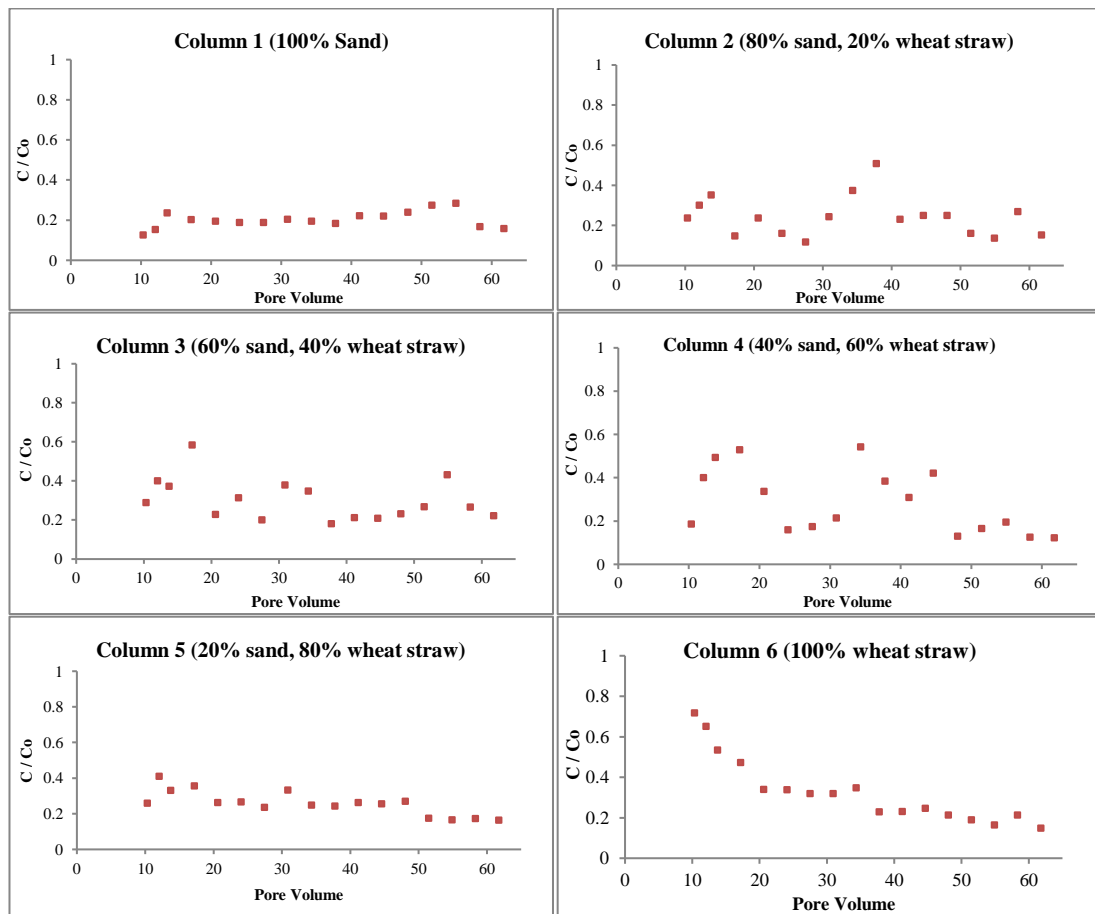 Column 1 (100% Sand)
1
0.8
0.6
0.4
0.2
0
C / Co
0 10 20 30 40 50 60
Pore Volume
Column 2 (80% sand, 20% wheat straw)
1
0.8
0.6
0.4
0.2
0
C / Co
0 10 20 30 40 50 60
Pore Volume
Column 3 (60% sand, 40% wheat straw)
1
0.8
0.6
0.4
0.2
0
C / Co
0 10 20 30 40 50 60
Pore Volume
Column 4 (40% sand, 60% wheat straw)
1
0.8
0.6
0.4
0.2
0
C / Co
0 10 20 30 40 50 60
Pore Volume
Column 5 (20% sand, 80% wheat straw)
1
0.8
0.6
0.4
0.2
0
C / Co
0 10 20 30 40 50 60
Pore Volume
Column 6 (100% wheat straw)
1
0.8
0.6
0.4
0.2
0
C / Co
0 10 20 30 40 50 60
Pore Volume